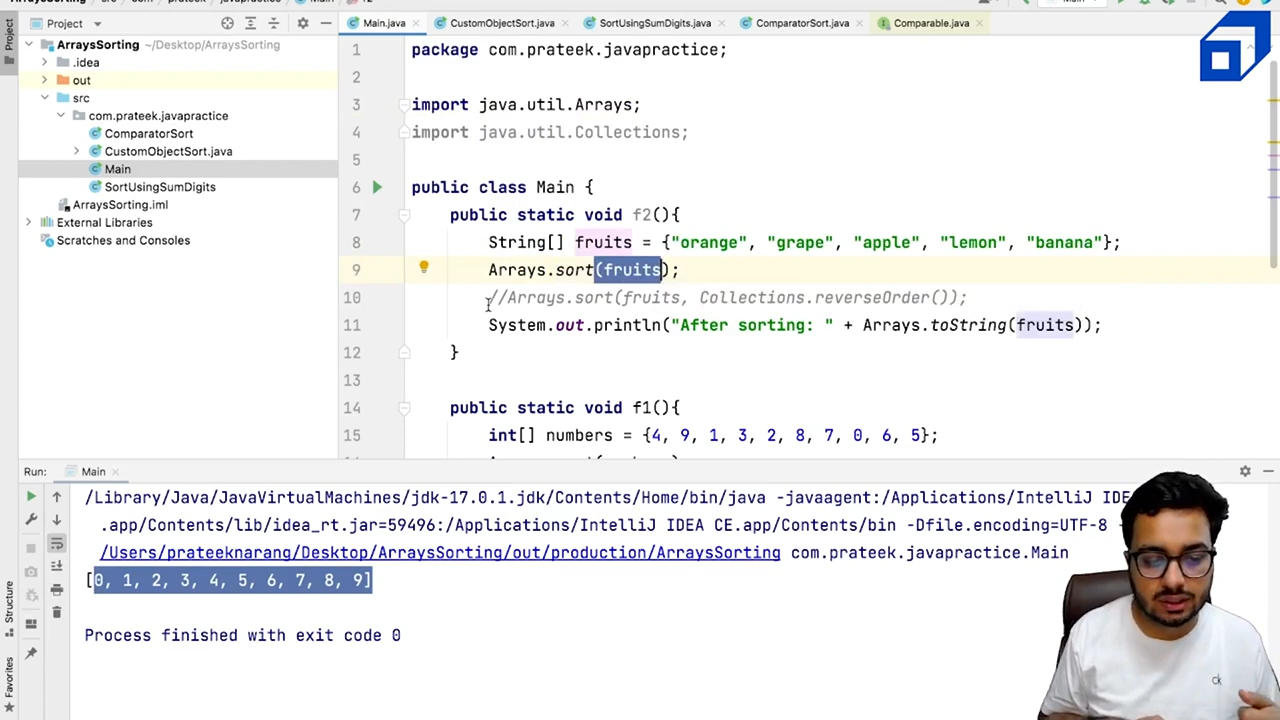 Project
Main.java
CustomObjectSort.java
SortUsingSumDigits.java
ComparatorSort.java
Comparable.java
ArraysSorting ~/Desktop/ArraysSorting
.idea
out
src
com.prateek.javapractice
ComparatorSort
CustomObjectSort.java
Main
SortUsingSumDigits
ArraysSorting.iml
External Libraries
Scratches and Consoles
Project
Structure
Favorites
1 package com.prateek.javapractice;
2
3 import java.util.Arrays;
4 import java.util.Collections;
5
6 public class Main {
7 public static void f2(){
8 String[] fruits = {"orange", "grape", "apple", "lemon", "banana"};
9 Arrays.sort(fruits);
10 //Arrays.sort(fruits, Collections.reverseOrder());
11 System.out.println("After sorting: " + Arrays.toString(fruits));
12 }
13
14 public static void f1(){
15 int[] numbers = {4, 9, 1, 3, 2, 8, 7, 0, 6, 5};
Run: Main
/Library/Java/JavaVirtualMachines/jdk-17.0.1.jdk/Contents/Home/bin/java -javaagent:/Applications/IntelliJ IDE
.app/Contents/lib/idea_rt.jar=59496:/Applications/IntelliJ IDEA CE.app/Contents/bin -Dfile.encoding=UTF-8
/Users/prateeknarang/Desktop/ArraysSorting/out/production/ArraysSorting com.prateek.javapractice.Main
[0, 1, 2, 3, 4, 5, 6, 7, 8, 9]
Process finished with exit code 0